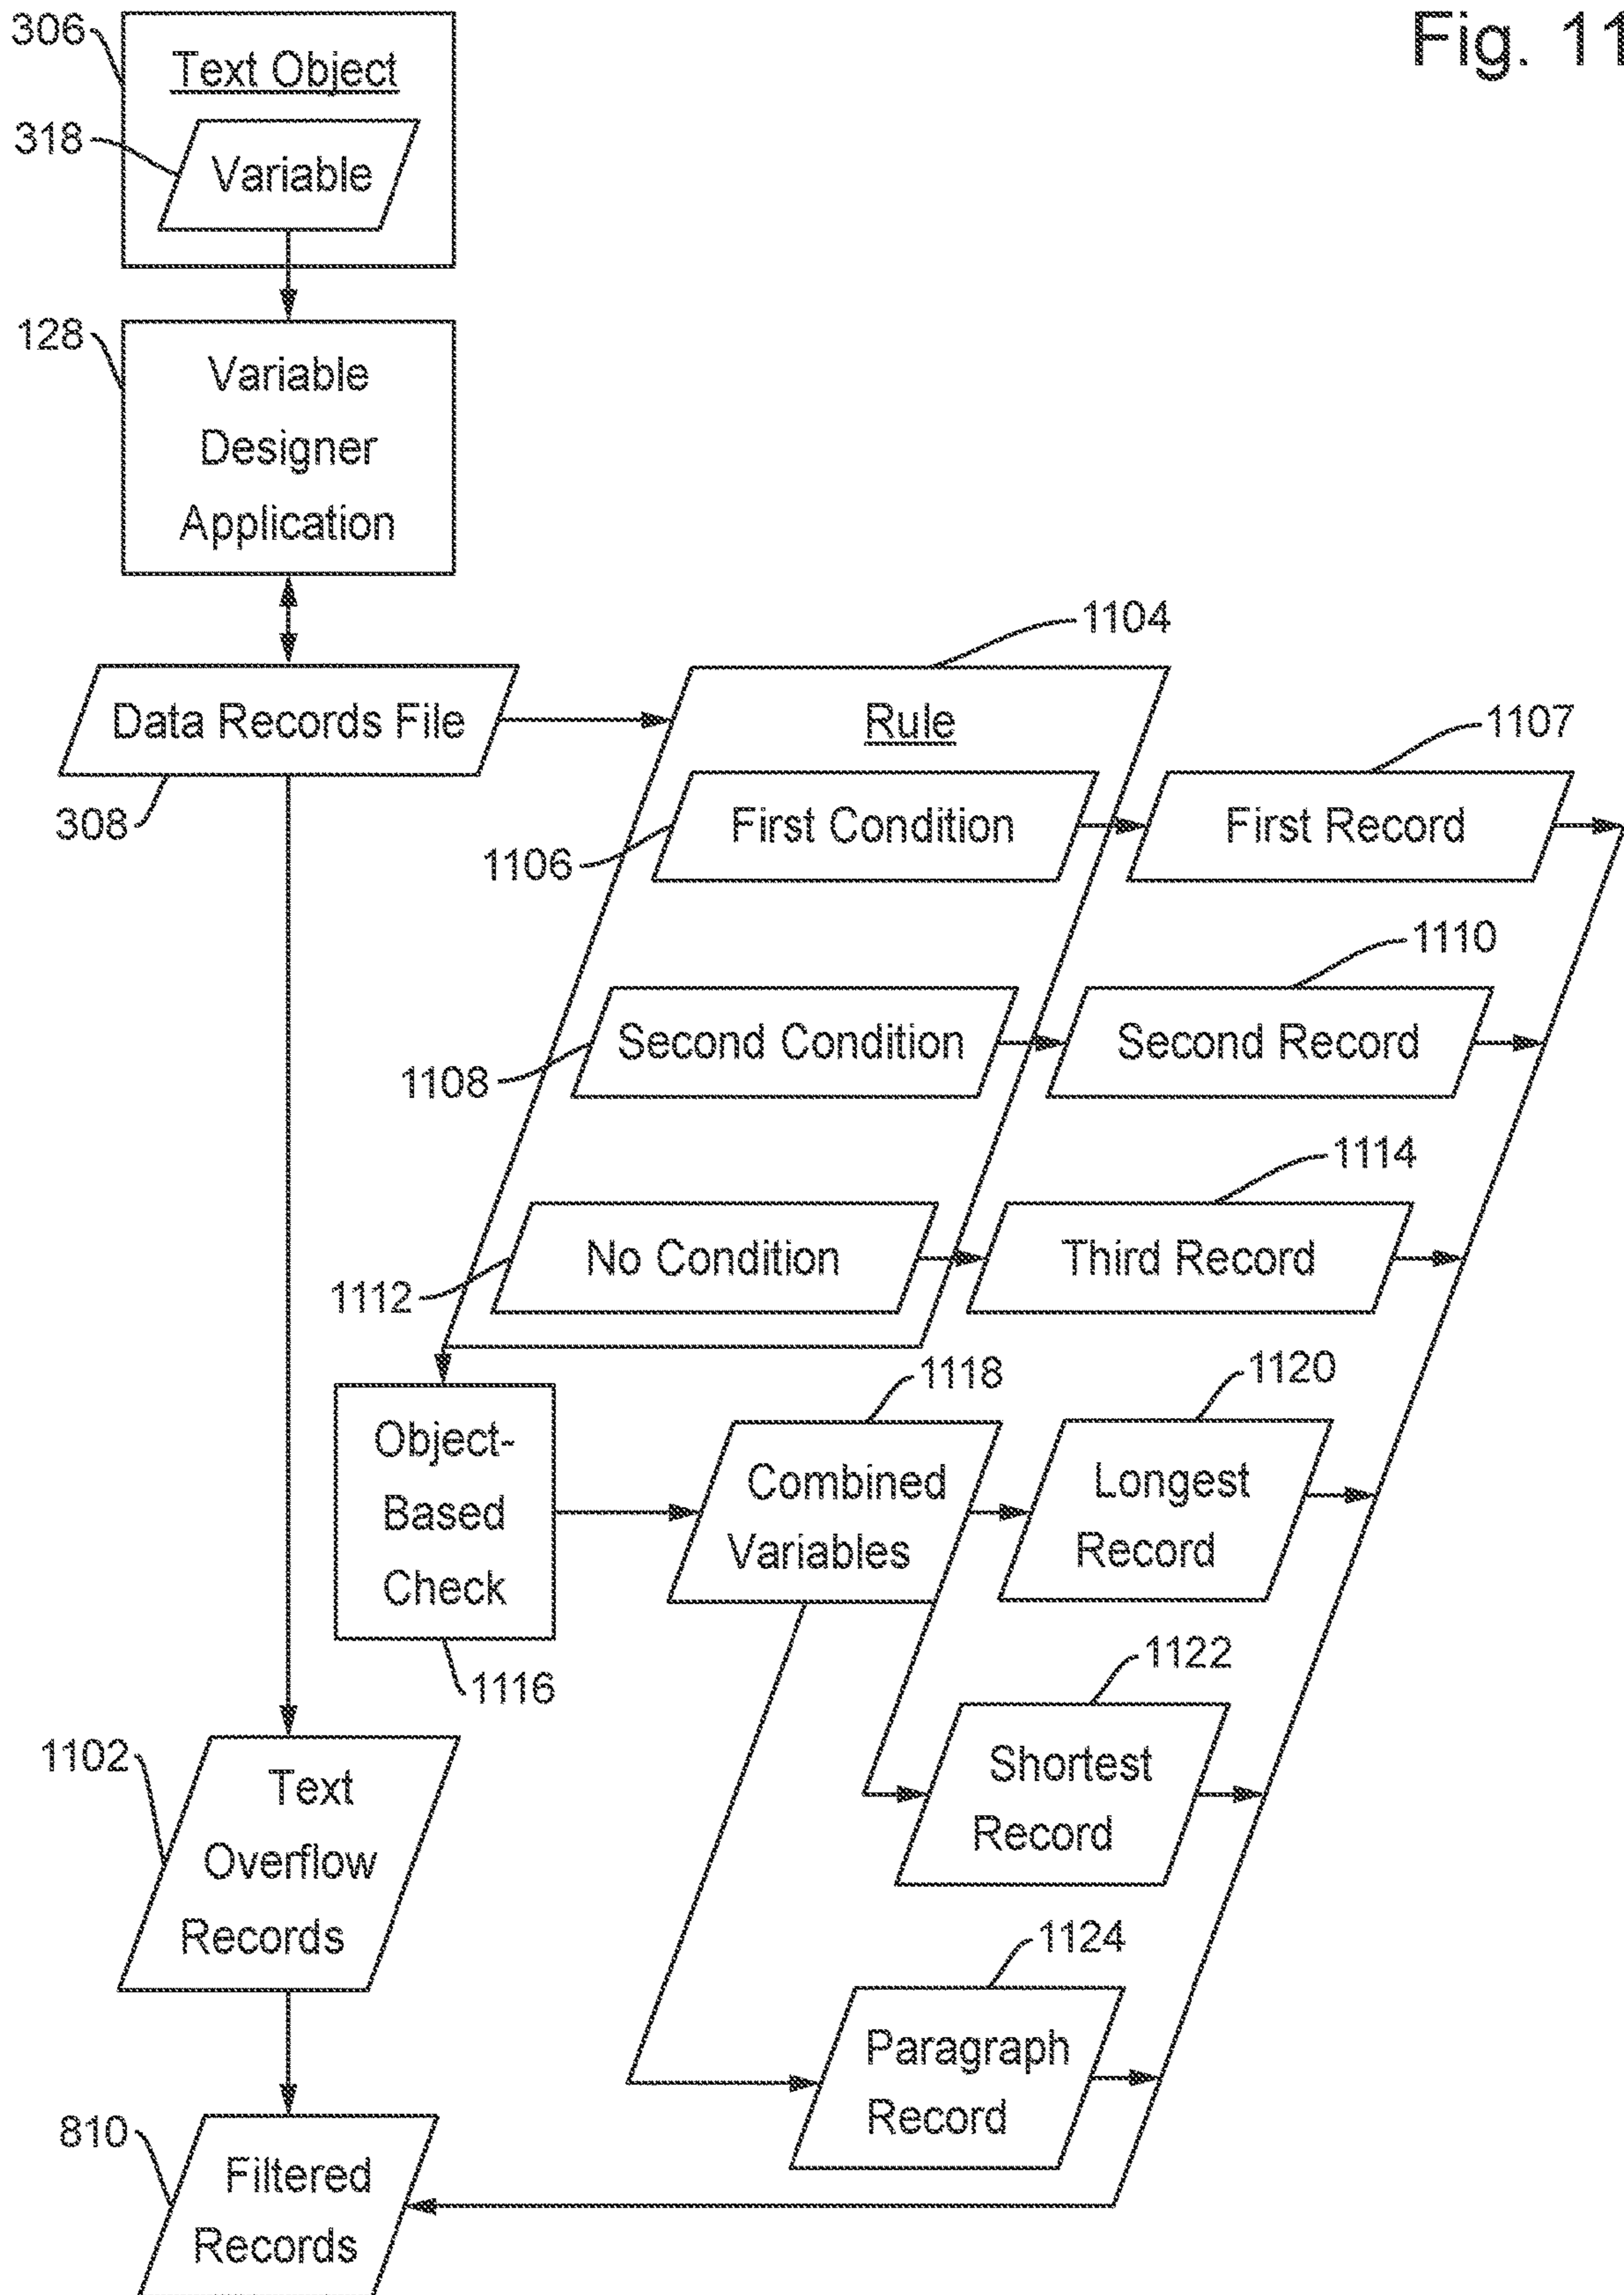 Fig. 11
306
Text Object
318
Variable
128
Variable
Designer
Application
1104
Data Records File
308
Rule
1107
First Condition
First Record
1106
1110
Second Condition
Second Record
1108
1114
No Condition
Third Record
1112
1118
1120
Object-
Based
Check
1116
Combined
Variables
Longest
Record
1122
Shortest
Record
1102
Text
Overflow
Records
1124
Paragraph
Record
810
Filtered
Records